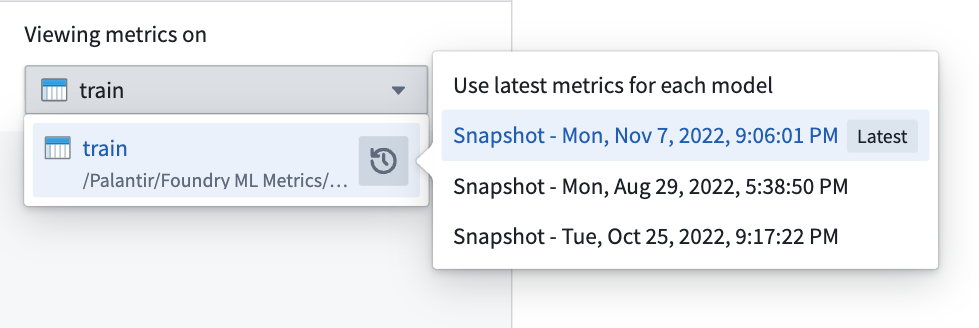 Viewing metrics on
train
train
/Palantir/Foundry ML Metrics/...
Use latest metrics for each model
Snapshot - Mon, Nov 7, 2022, 9:06:01 PM Latest
Snapshot - Mon, Aug 29, 2022, 5:38:50 PM
Snapshot - Tue, Oct 25, 2022, 9:17:22 PM